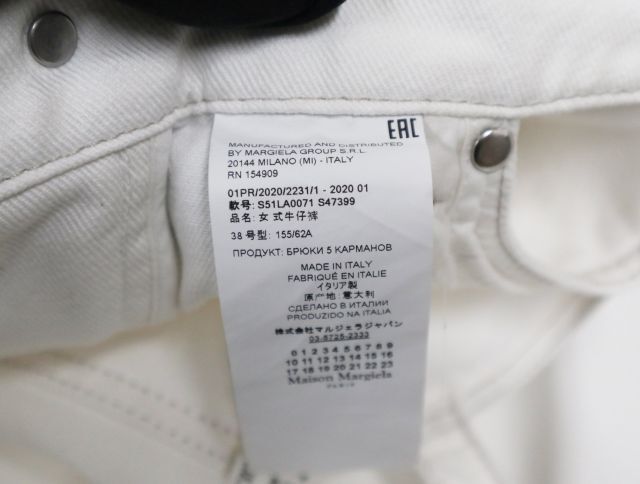 EAC
MANUFACTURED AND DISTRIBUTED
BY MARGIELA GROUP S.R.L.
20144 MILANO (MI) - ITALY
RN 154909
01PR/2020/2231/1 - 2020 01
款号: S51LA0071 S47399
品名: 女 式牛仔裤
38 号型: 155/62A
ПРОДУКТ: БРЮКИ 5 КАРМАНОВ
MADE IN ITALY
FABRIQUÉ EN ITALIE
イタリア製
原产地: 意大利
СДЕЛАНО В ИТАЛИИ
PRODUZIDO NA ITALIA
株式会社マルジェラジャパン
03-5725-2333
0 1 2 3 4 5 6 7 8 9
10 11 12 13 14 15 16
17 18 19 20 21 22 23
Maison Margiela
PARIS